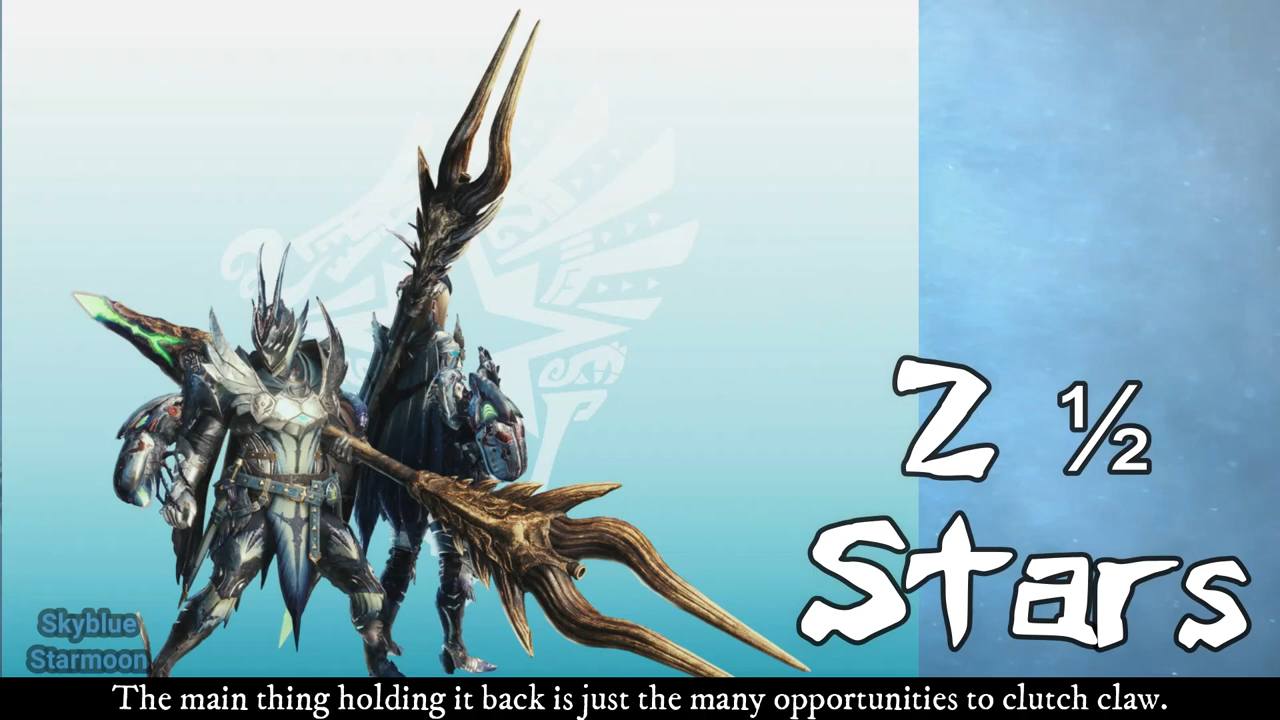 2 ½
Stars
Skyblue
Starmoon
The main thing holding it back is just the many opportunities to clutch claw.